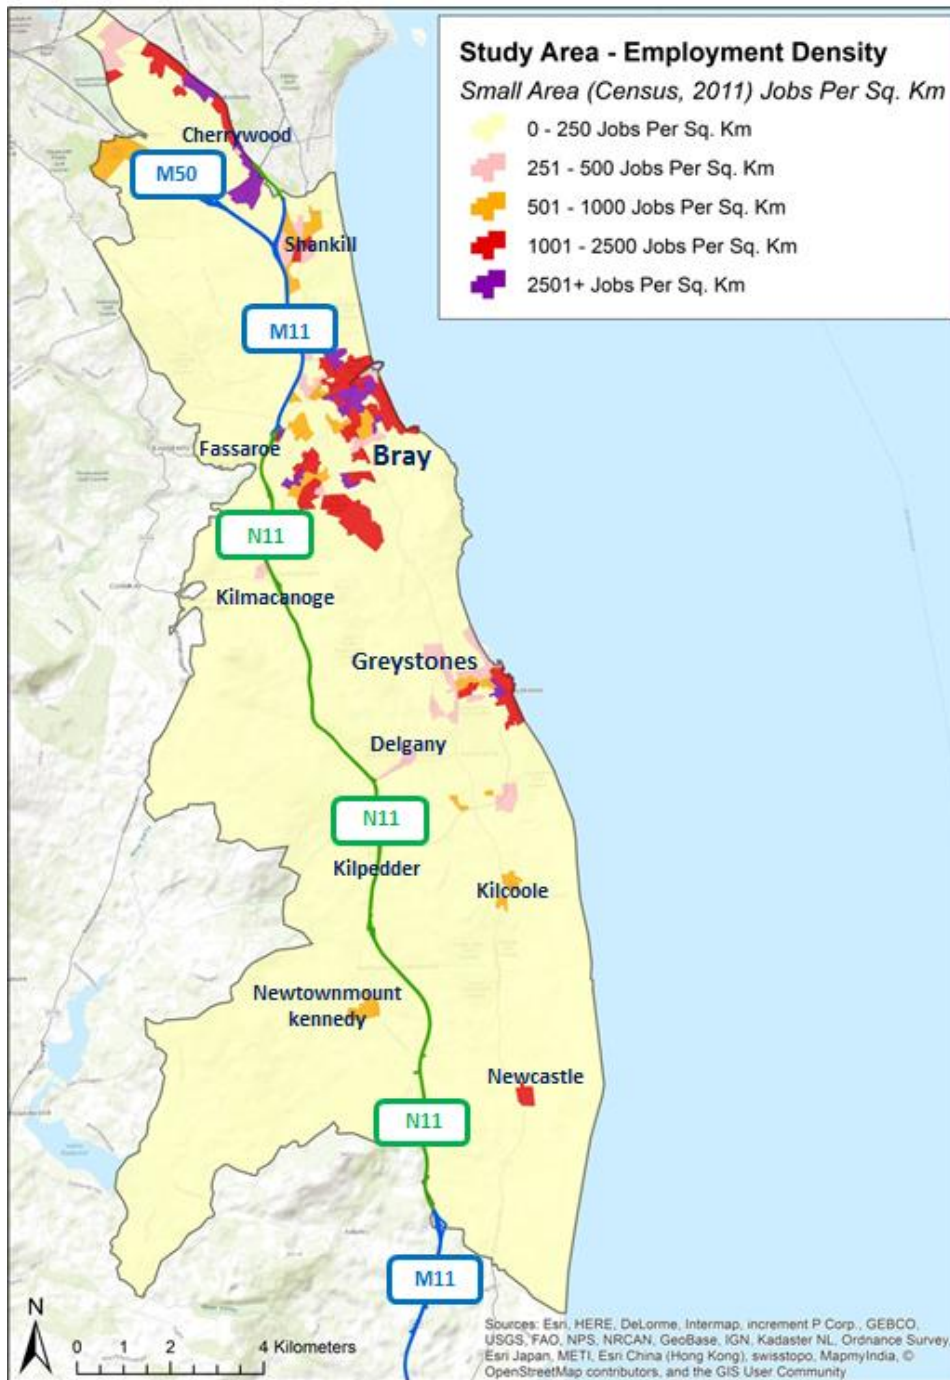 Study Area - Employment Density
Small Area (Census, 2011) Jobs Per Sq. Km
0 - 250 Jobs Per Sq. Km
251 - 500 Jobs Per Sq. Km
501 - 1000 Jobs Per Sq. Km
1001 - 2500 Jobs Per Sq. Km
2501+ Jobs Per Sq. Km
Cherrywood
M50
Shankill
M11
Fassaroe
Bray
N11
Kilmacanoge
Greystones
Delgany
N11
Kilpedder
Kilcoole
Newtownmount
kennedy
Newcastle
N11
M11
N
0 1 2 4 Kilometers
Sources: Esri, HERE, DeLorme, Intermap, increment P Corp., GEBCO,
USGS, FAO, NPS, NRCAN, GeoBase, IGN, Kadaster NL, Ordnance Survey,
Esri Japan, METI, Esri China (Hong Kong), swisstopo, MapmyIndia, ©
OpenStreetMap contributors, and the GIS User Community